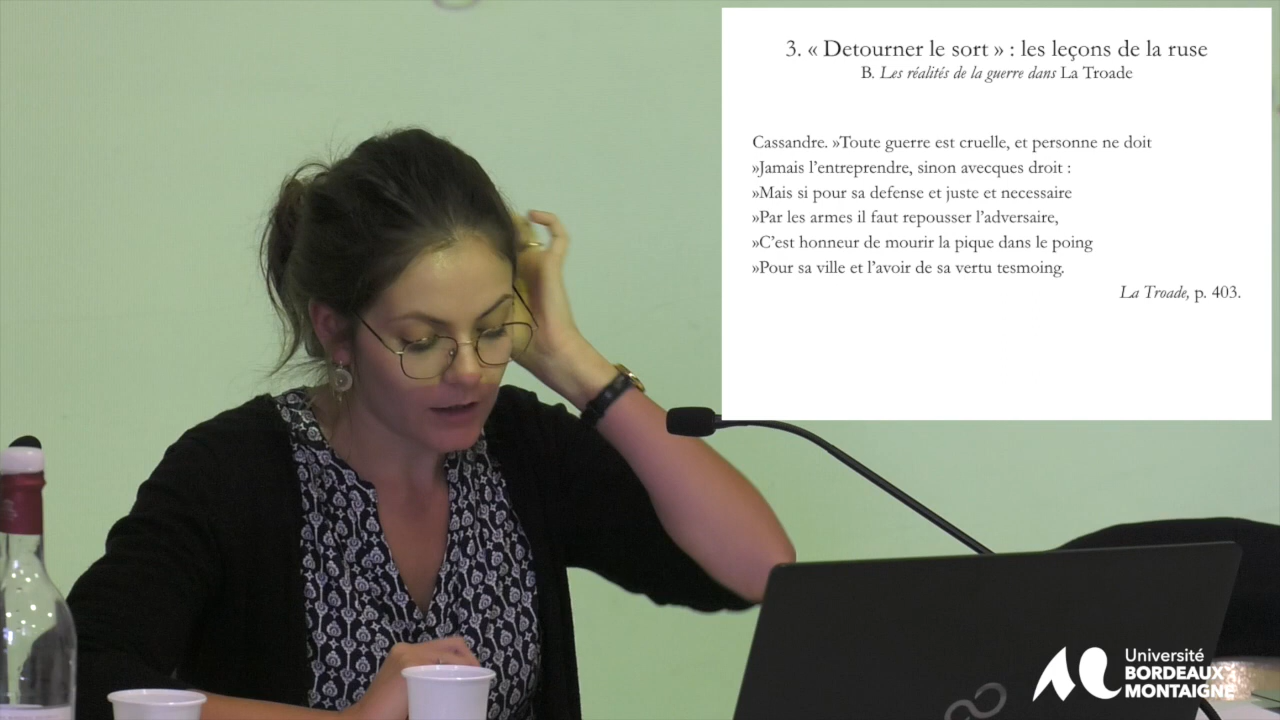 3. « Detourner le sort » : les leçons de la ruse
B. Les réalités de la guerre dans La Troade
Cassandre. »Toute guerre est cruelle, et personne ne doit
»Jamais l’entreprendre, sinon avecques droit :
»Mais si pour sa defense et juste et necessaire
»Par les armes il faut repousser l’adversaire,
»C’est honneur de mourir la pique dans le poing
»Pour sa ville et l’avoir de sa vertu tesmoing.
La Troade, p. 403.
Université
BORDEAUX
MONTAIGNE